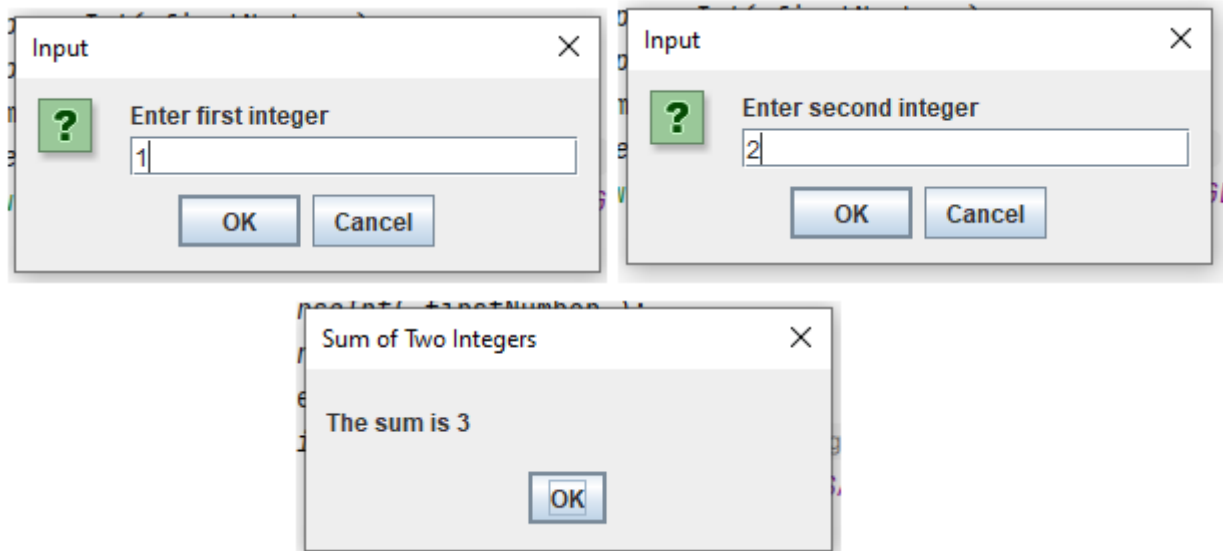 Input
Enter first integer
1
OK Cancel
Input
Enter second integer
2
OK Cancel
Sum of Two Integers
The sum is 3
OK